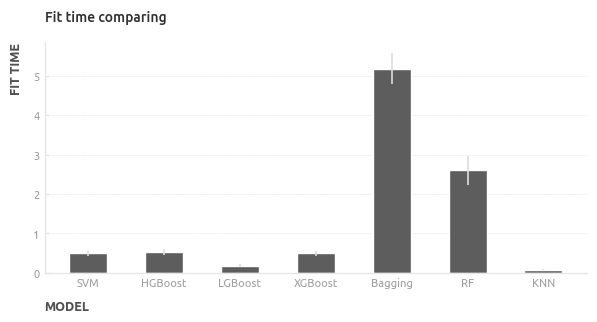 Fit time comparing
FIT TIME
5
4
3
2
1
0
SVM HGBoost LGBoost XGBoost Bagging RF KNN
MODEL